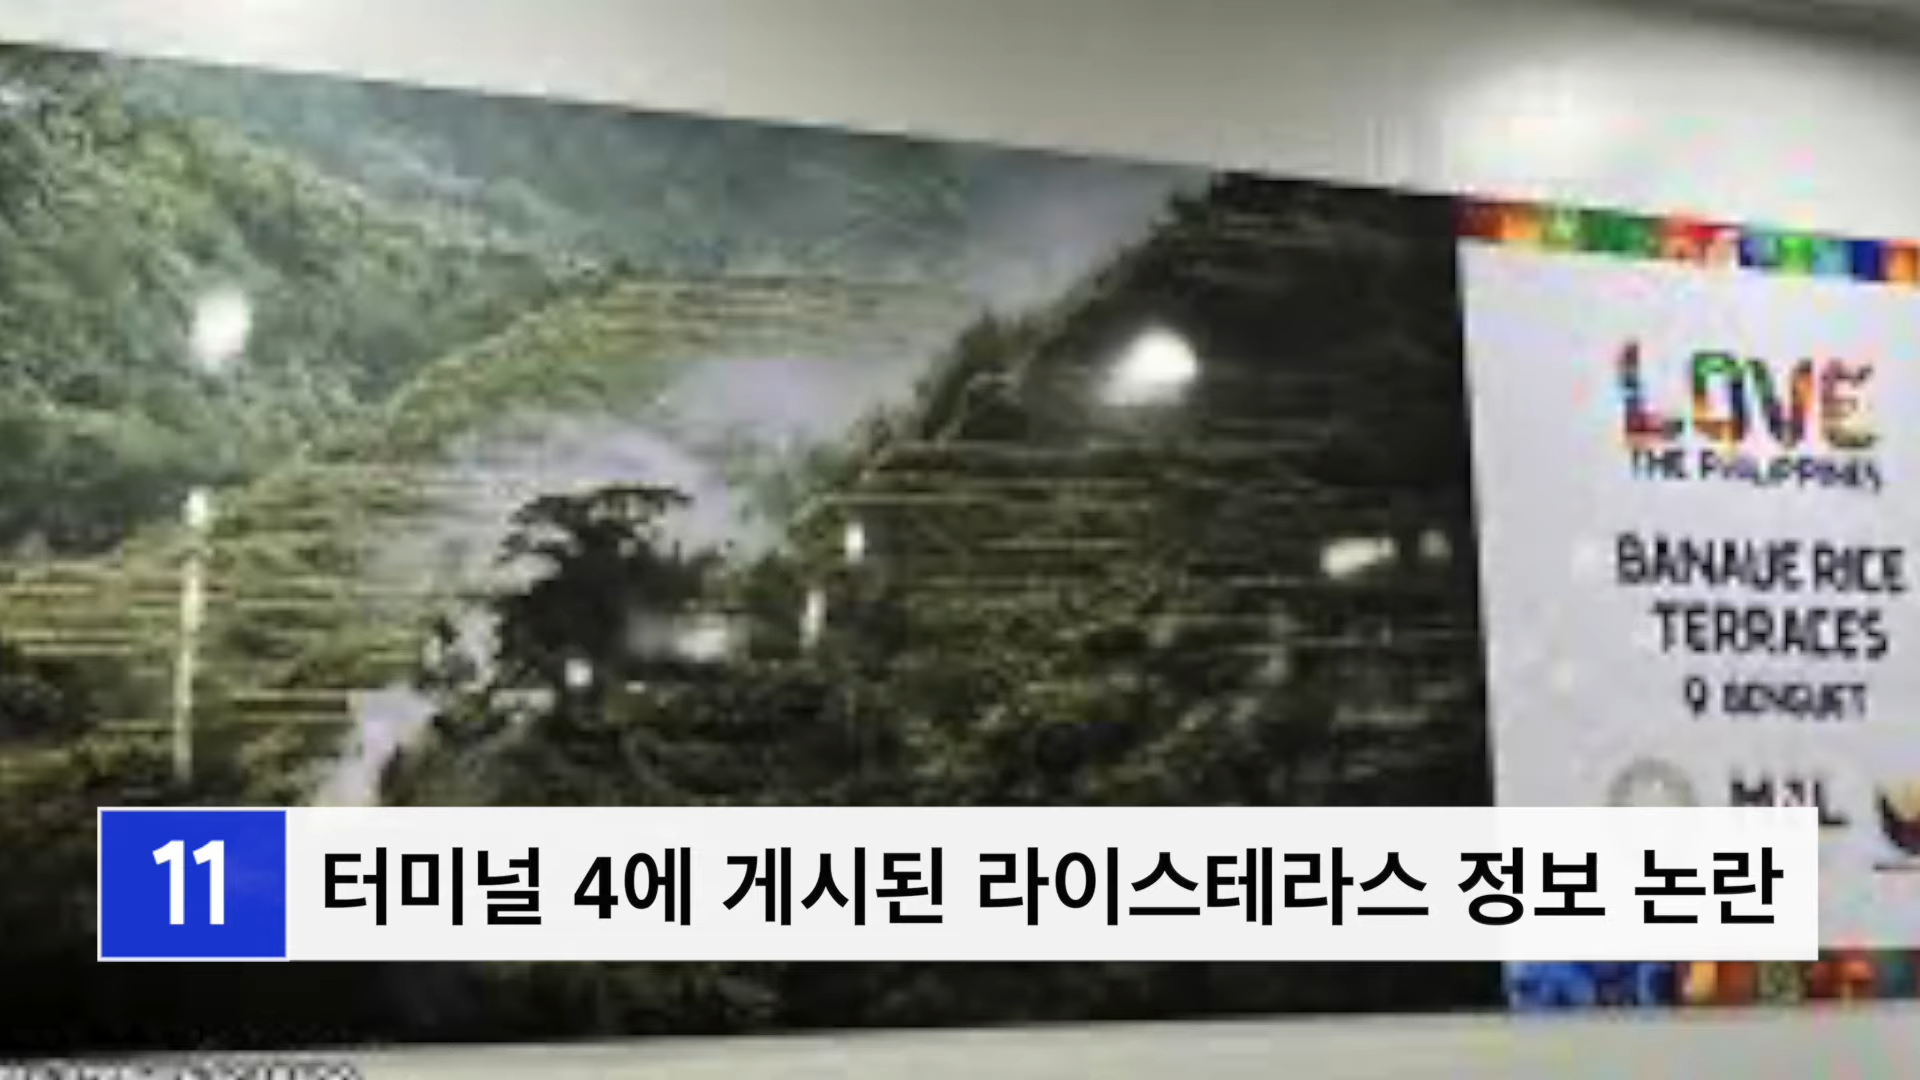 LOVE
THE PHILIPPINES
BANAUE RICE
TERRACES
BENGUET
11
터미널 4에 게시된 라이스테라스 정보 논란